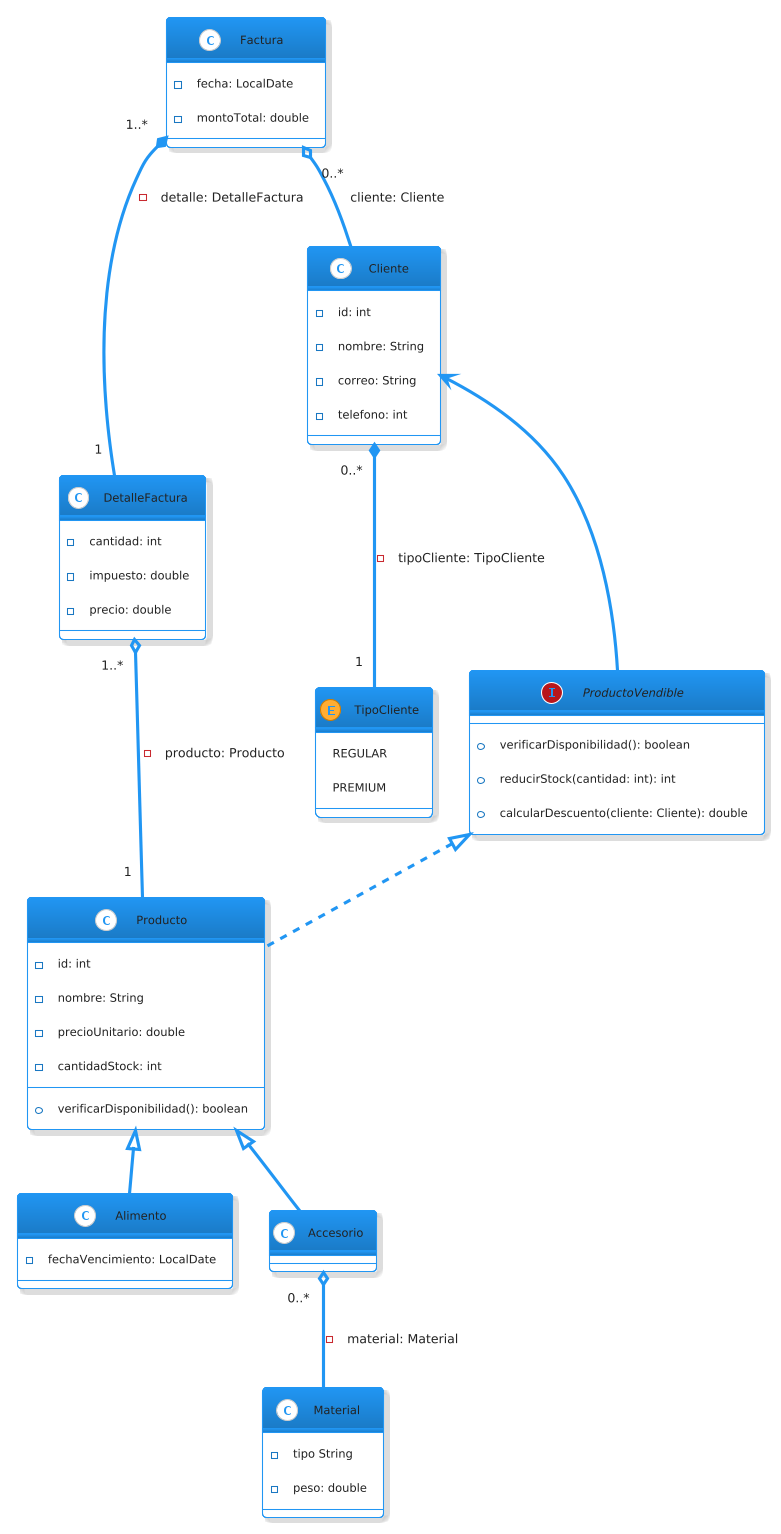 C Factura
fecha: LocalDate
montoTotal: double
1..*
0..*
detalle: DetalleFactura
cliente: Cliente
C Cliente
id: int
nombre: String
correo: String
telefono: int
1
0..*
C DetalleFactura
cantidad: int
impuesto: double
precio: double
tipoCliente: TipoCliente
1..*
1
producto: Producto
E TipoCliente
REGULAR
PREMIUM
I ProductoVendible
verificarDisponibilidad(): boolean
reducirStock(cantidad: int): int
calcularDescuento(cliente: Cliente): double
1
C Producto
id: int
nombre: String
precioUnitario: double
cantidadStock: int
verificarDisponibilidad(): boolean
C Alimento
fechaVencimiento: LocalDate
C Accesorio
0..*
material: Material
C Material
tipo String
peso: double